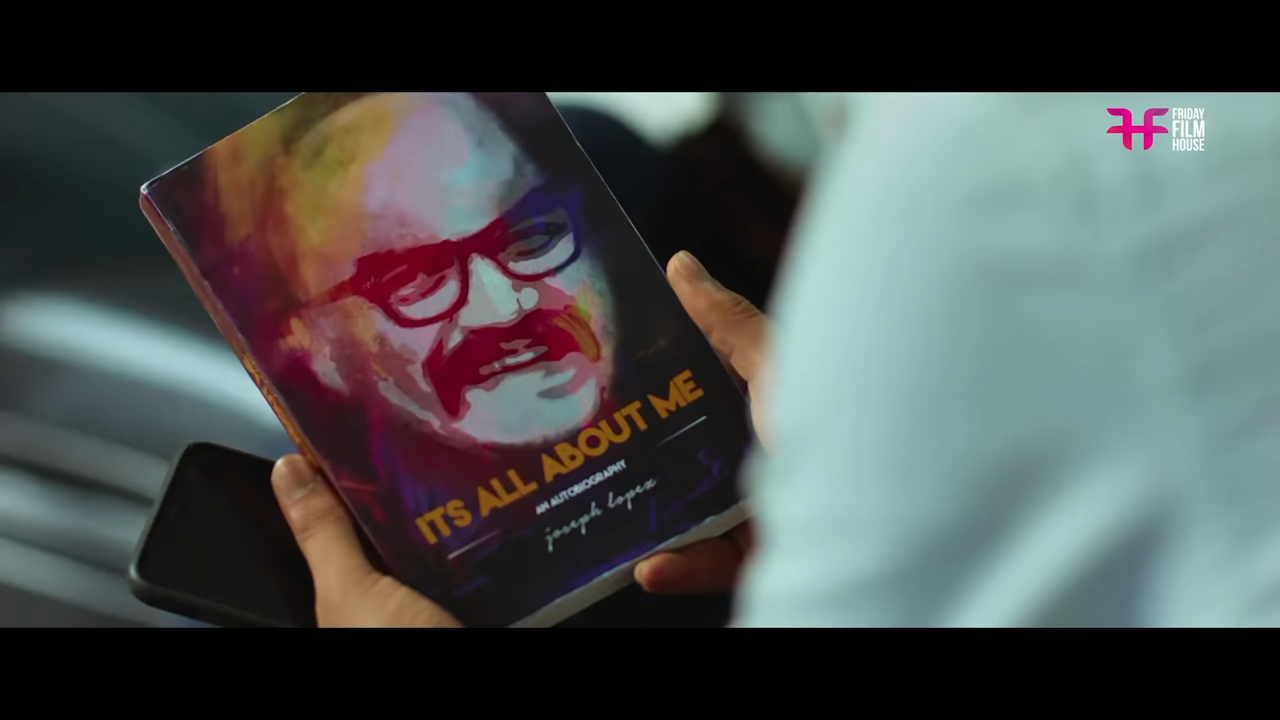 FRIDAY
FILM
HOUSE
ITS ALL ABOUT ME
AN AUTOBIOGRAPHY
joseph lopez